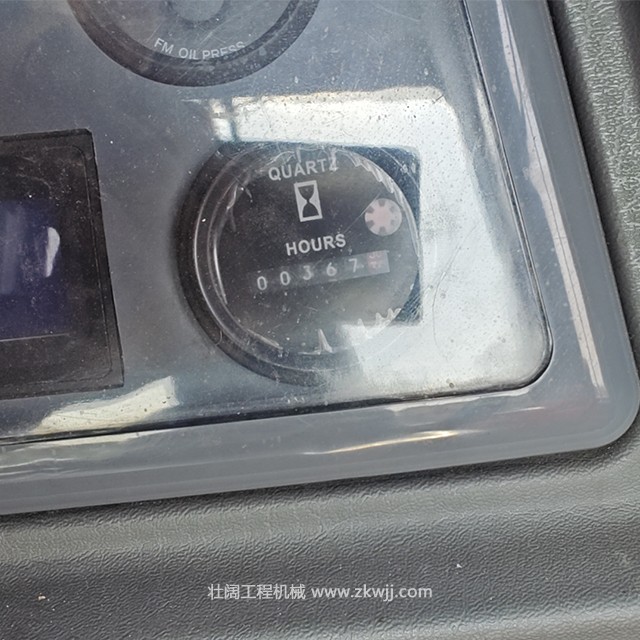 FM OIL PRESS
QUARTZ
HOURS
00367
壮阔工程机械 www.zkwjj.com